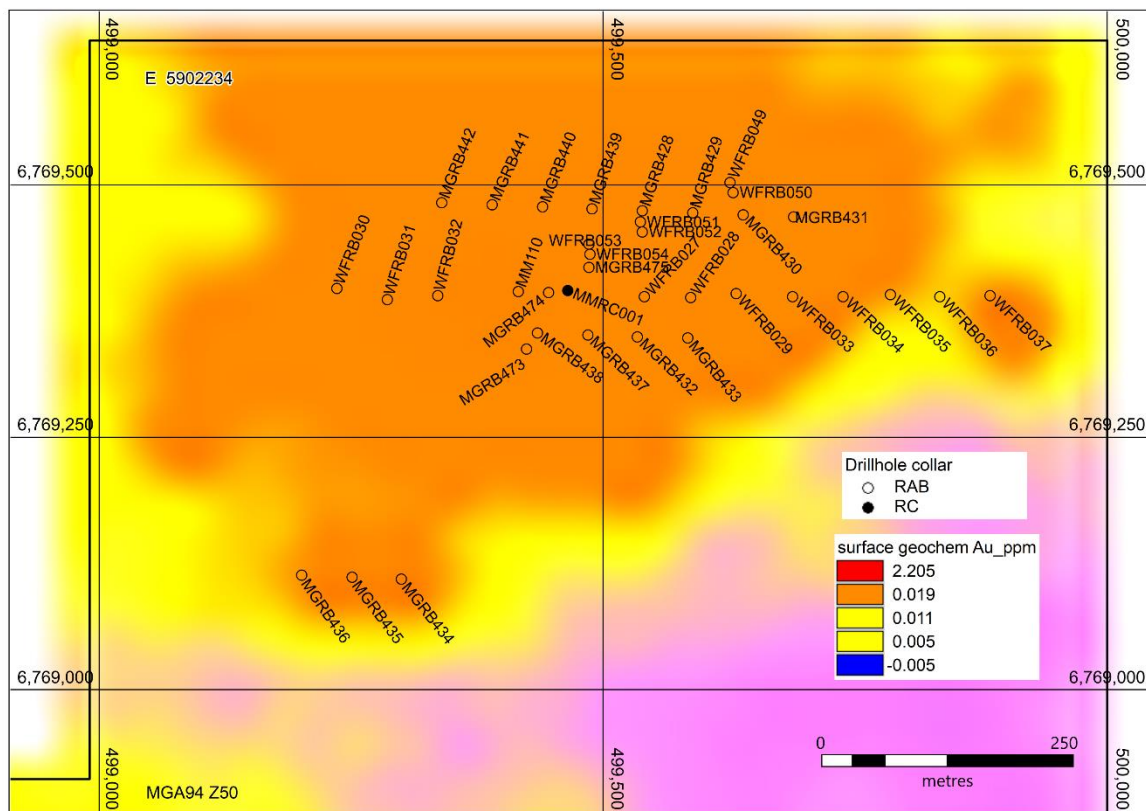 499,000
499,500
500,000
E 5902234
MGRB442
MGRB441
MGRB440
MGRB439
MGRB428
MGRB429
WFRB049
6,769,500
6,769,500
WFRB050
MGRB431
MGRB430
WFRB051
WFRB052
WFRB053
WFRB054
MGRB475
WFRB030
WFRB031
WFRB032
MM110
MGRB474
MMRC001
WFRB027
WFRB028
WFRB029
WFRB033
WFRB034
WFRB035
WFRB036
WFRB037
MGRB473
MGRB438
MGRB437
MGRB432
MGRB433
6,769,250
6,769,250
Drillhole collar
RAB
RC
surface geochem Au_ppm
2.205
0.019
0.011
0.005
-0.005
MGRB436
MGRB435
MGRB434
6,769,000
6,769,000
0 250
metres
MGA94 Z50
499,000
499,500
500,000